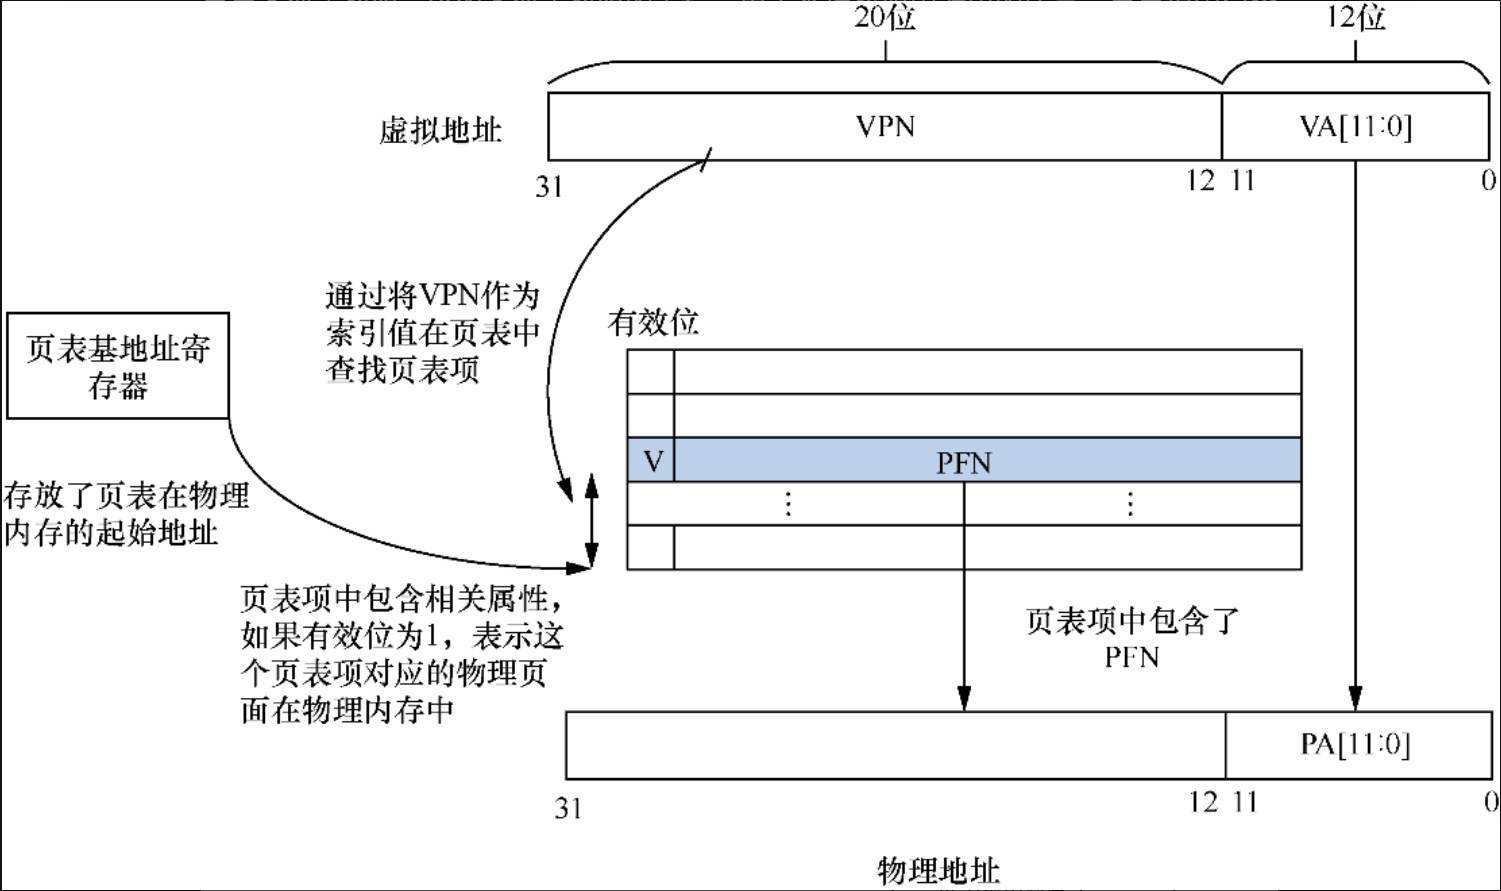 20位
12位
虚拟地址
VPN
VA[11:0]
31
12
11
0
通过将VPN作为
索引值在页表中
查找页表项
有效位
页表基地址寄
存器
V
PFN
⋮
⋮
存放了页表在物理
内存的起始地址
页表项中包含相关属性，
如果有效位为1，表示这
个页表项对应的物理页
面在物理内存中
页表项中包含了
PFN
PA[11:0]
31
12
11
0
物理地址